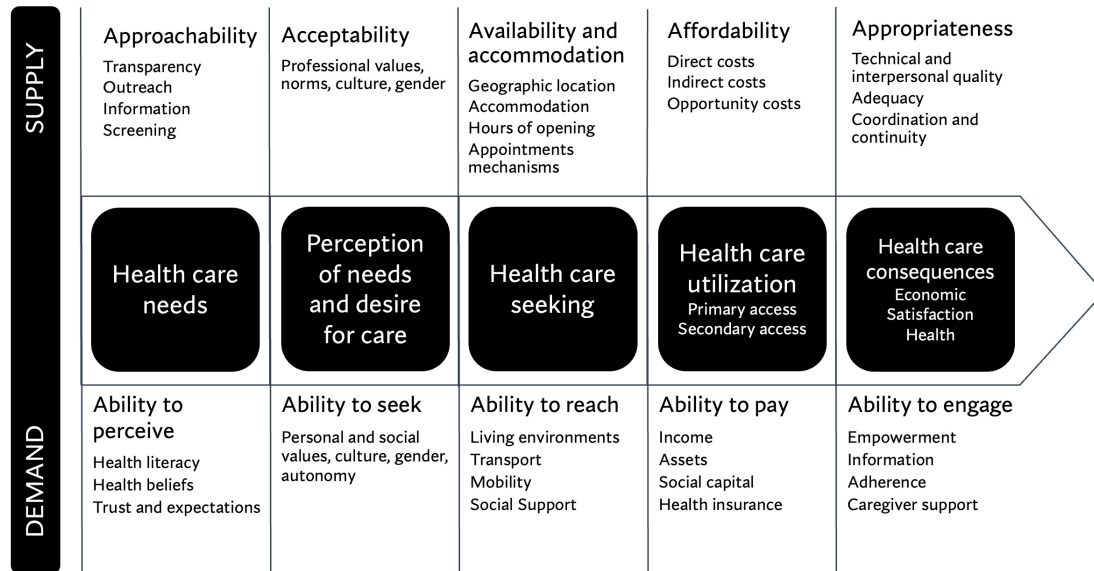 SUPPLY
Approachability
Transparency
Outreach
Information
Screening
Acceptability
Professional values,
norms, culture, gender
Availability and
accommodation
Geographic location
Accommodation
Hours of opening
Appointments
mechanisms
Affordability
Direct costs
Indirect costs
Opportunity costs
Appropriateness
Technical and
interpersonal quality
Adequacy
Coordination and
continuity
Health care
needs
Perception
of needs
and desire
for care
Health care
seeking
Health care
utilization
Primary access
Secondary access
Health care
consequences
Economic
Satisfaction
Health
DEMAND
Ability to
perceive
Health literacy
Health beliefs
Trust and expectations
Ability to seek
Personal and social
values, culture, gender,
autonomy
Ability to reach
Living environments
Transport
Mobility
Social Support
Ability to pay
Income
Assets
Social capital
Health insurance
Ability to engage
Empowerment
Information
Adherence
Caregiver support